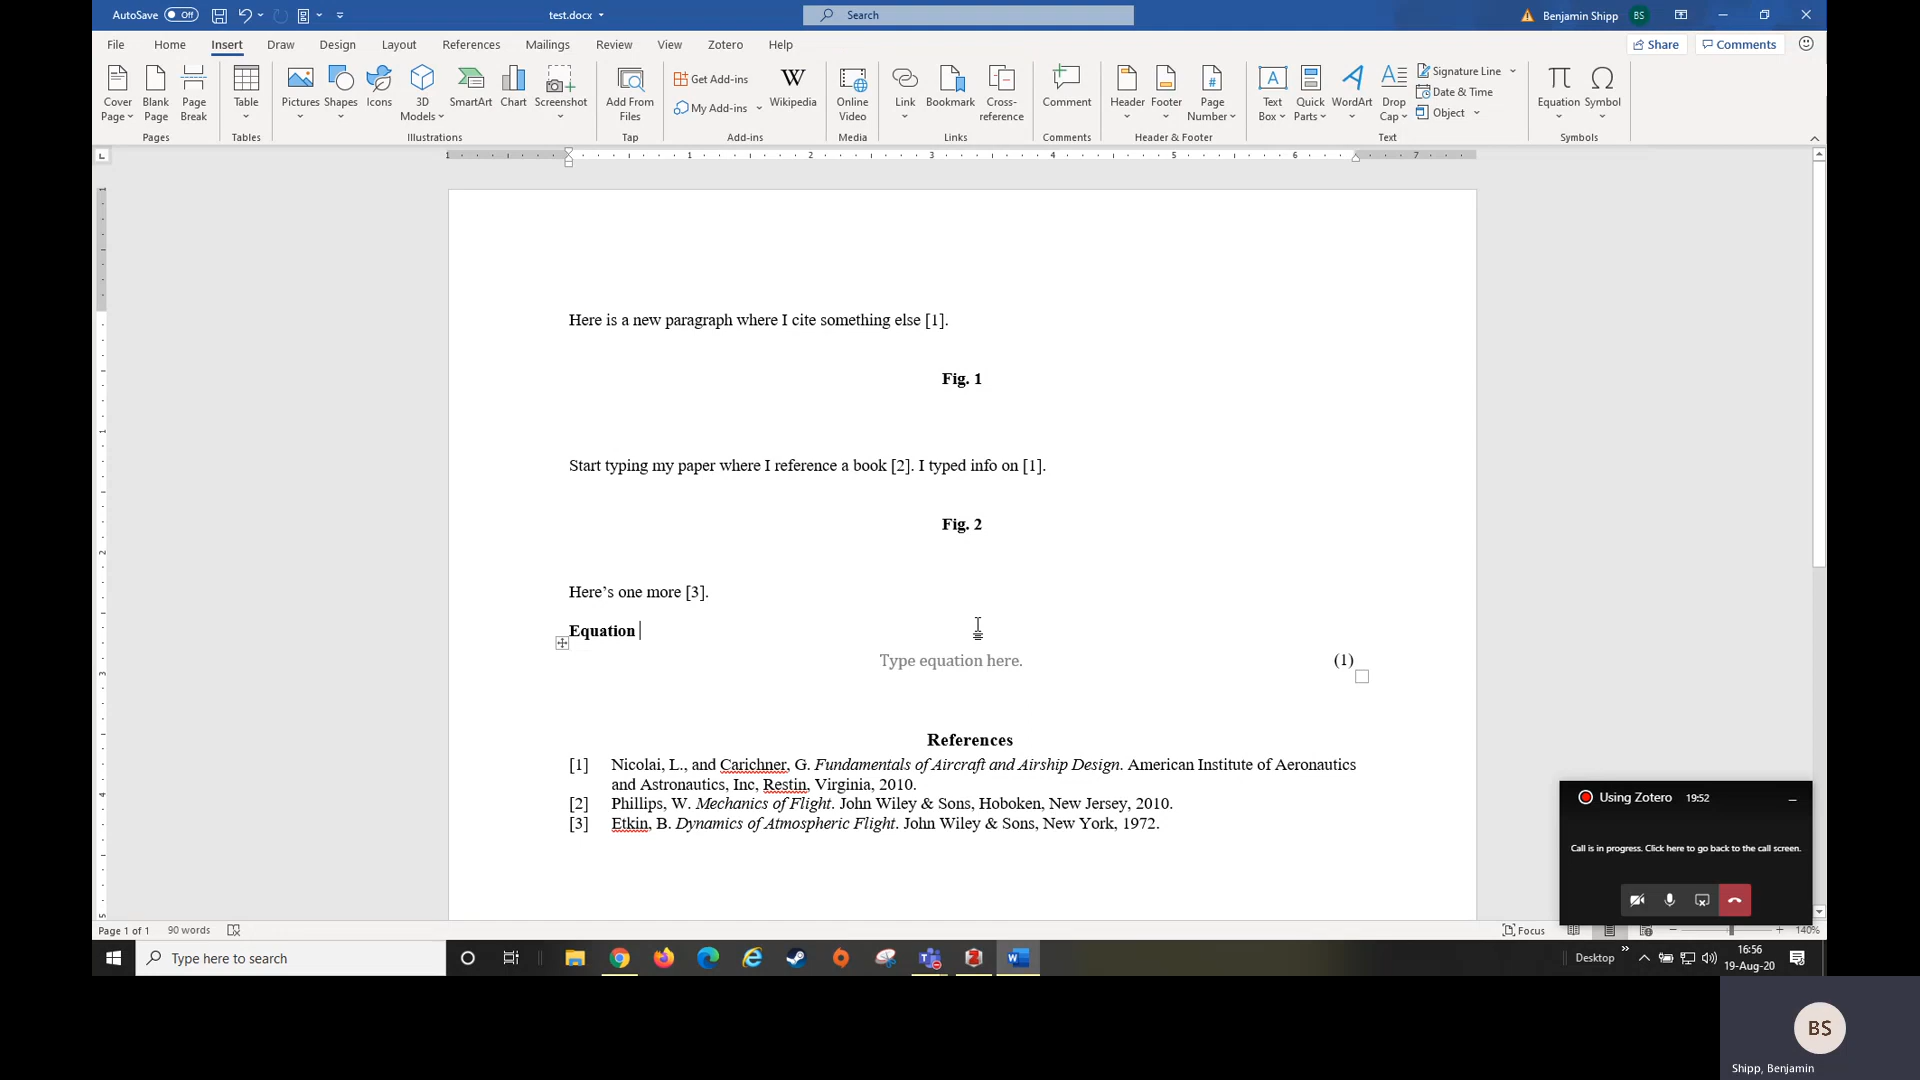 AutoSave Off test.docx Search Benjamin Shipp BS
File Home Insert Draw Design Layout References Mailings Review View Zotero Help Share Comments
Cover Page Blank Page Page Break Table Pictures Shapes Icons 3D Models SmartArt Chart Screenshot Add From Files Get Add-ins My Add-ins Wikipedia Online Video Link Bookmark Cross-reference Comment Header Footer Page Number Text Box Quick Parts WordArt Drop Cap Signature Line Date & Time Object Equation Symbol
Pages Tables Illustrations Tap Add-ins Media Links Comments Header & Footer Text Symbols
1 1 2 3 4 5 6 7
Here is a new paragraph where I cite something else [1].
Fig. 1
Start typing my paper where I reference a book [2]. I typed info on [1].
Fig. 2
Here’s one more [3].
Equation
Type equation here. (1)
References
[1] Nicolai, L., and Carichner, G. Fundamentals of Aircraft and Airship Design. American Institute of Aeronautics
and Astronautics, Inc, Restin, Virginia, 2010.
[2] Phillips, W. Mechanics of Flight. John Wiley & Sons, Hoboken, New Jersey, 2010.
[3] Etkin, B. Dynamics of Atmospheric Flight. John Wiley & Sons, New York, 1972.
Using Zotero 19:52
Call is in progress. Click here to go back to the call screen.
Page 1 of 1 90 words Focus 140%
Type here to search Desktop 16:56
19-Aug-20
BS
Shipp, Benjamin